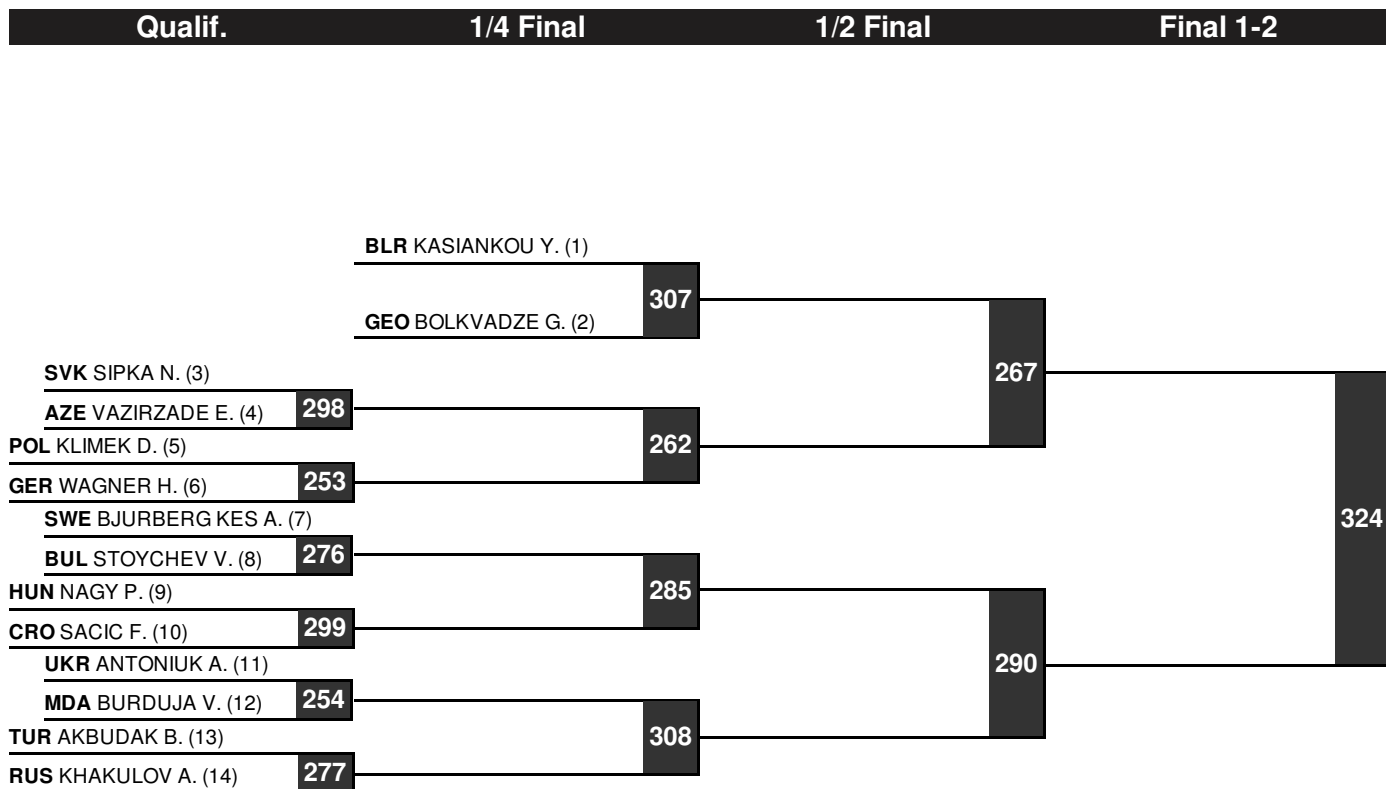 Qualif. 1/4 Final 1/2 Final Final 1-2
BLR KASIANKOU Y. (1)
307
GEO BOLKVADZE G. (2)
SVK SIPKA N. (3)
267
298
AZE VAZIRZADE E. (4)
POL KLIMEK D. (5)
262
253
GER WAGNER H. (6)
SWE BJURBERG KES A. (7)
324
276
BUL STOYCHEV V. (8)
HUN NAGY P. (9)
285
299
CRO SACIC F. (10)
UKR ANTONIUK A. (11)
290
254
MDA BURDUJA V. (12)
TUR AKBUDAK B. (13)
308
277
RUS KHAKULOV A. (14)